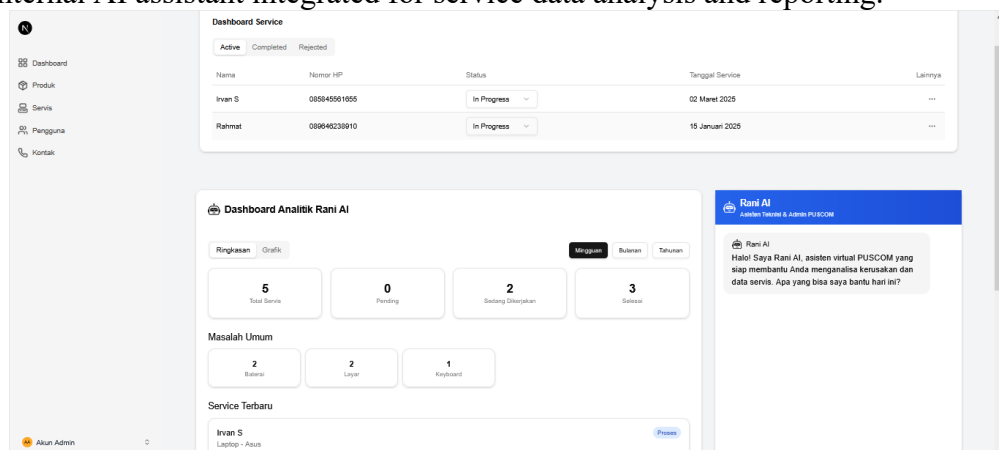 nternal AI assistant integrated for service data analysis and reporting.
N
Dashboard
Produk
Servis
Pengguna
Kontak
Akun Admin
Dashboard Service
Active Completed Rejected
Nama Nomor HP Status Tanggal Service Lainnya
Irvan S 085845561655 In Progress 02 Maret 2025 ...
Rahmat 089646238910 In Progress 15 Januari 2025 ...
Dashboard Analitik Rani AI
Ringkasan Grafik Mingguan Bulanan Tahunan
5 0 2 3
Total Servis Pending Sedang Dikerjakan Selesai
Masalah Umum
2 2 1
Baterai Layar Keyboard
Service Terbaru
Irvan S Proses
Laptop - Asus
Rani AI
Asisten Teknisi & Admin PUSCOM
Rani AI
Halo! Saya Rani AI, asisten virtual PUSCOM yang
siap membantu Anda menganalisa kerusakan dan
data servis. Apa yang bisa saya bantu hari ini?